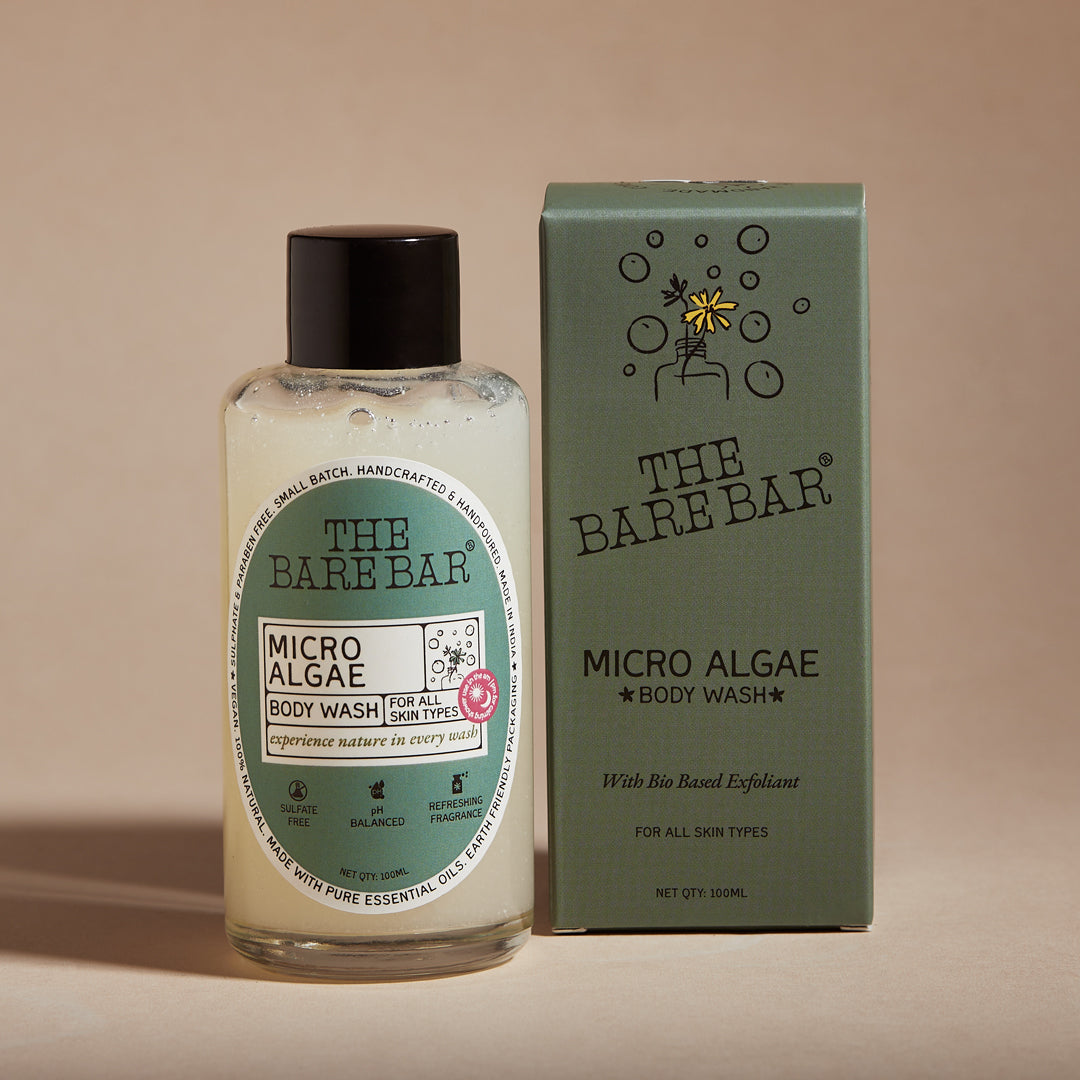 THE
BARE BAR®
MICRO
ALGAE
BODY WASH
FOR ALL
SKIN TYPES
experience nature in every wash
SULFATE
FREE
pH
BALANCED
REFRESHING
FRAGRANCE
NET QTY: 100ML
VEGAN. 100% NATURAL. MADE WITH PURE ESSENTIAL OILS. EARTH FRIENDLY PACKAGING ★ MADE IN INDIA
★ SULPHATE & PARABEN FREE. SMALL BATCH. HANDCRAFTED & HANDPOURED.
THE
BARE BAR®
MICRO ALGAE
★BODY WASH★
With Bio Based Exfoliant
FOR ALL SKIN TYPES
NET QTY: 100ML